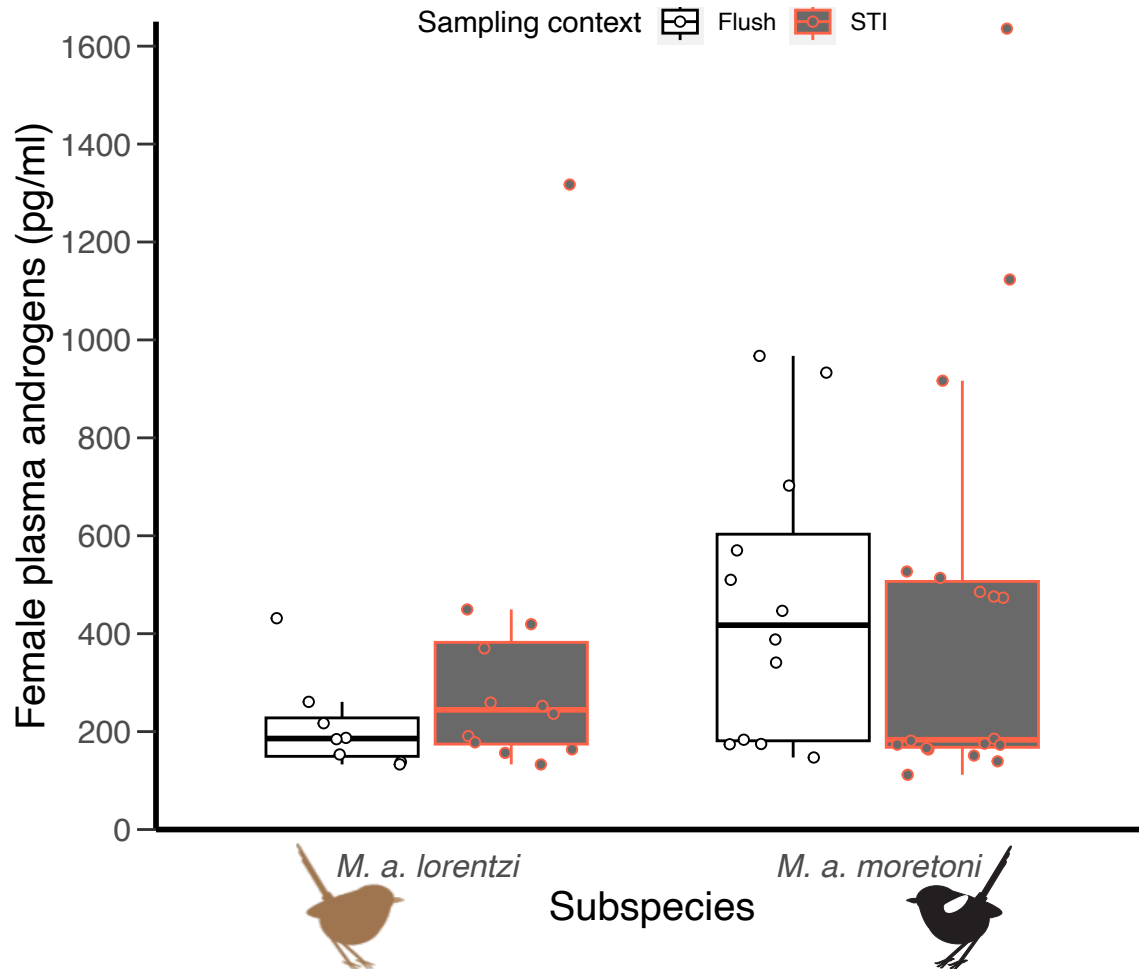 Sampling context Flush STI
Female plasma androgens (pg/ml)
1600
1400
1200
1000
800
600
400
200
0
M. a. lorentzi M. a. moretoni
Subspecies